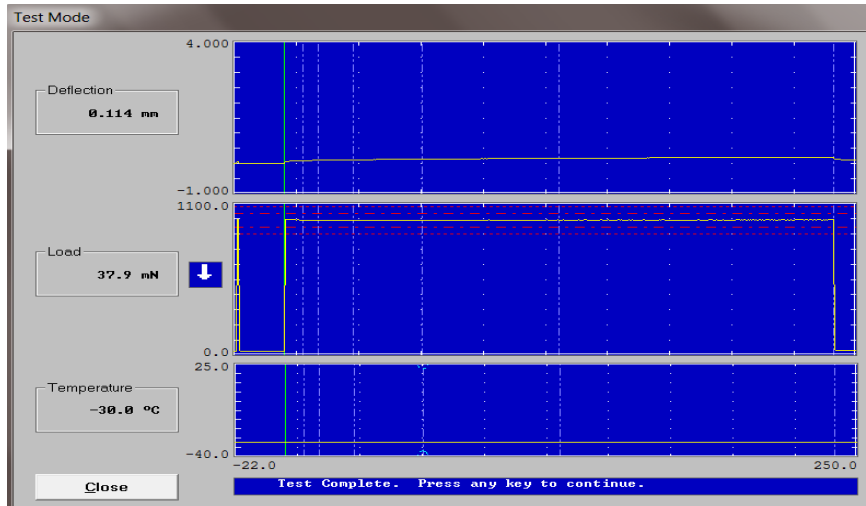 Test Mode
4.000
Deflection
0.114 mm
-1.000
1100.0
Load
37.9 mN
0.0
25.0
Temperature
-30.0 ºC
-40.0
-22.0
250.0
Close
Test Complete. Press any key to continue.